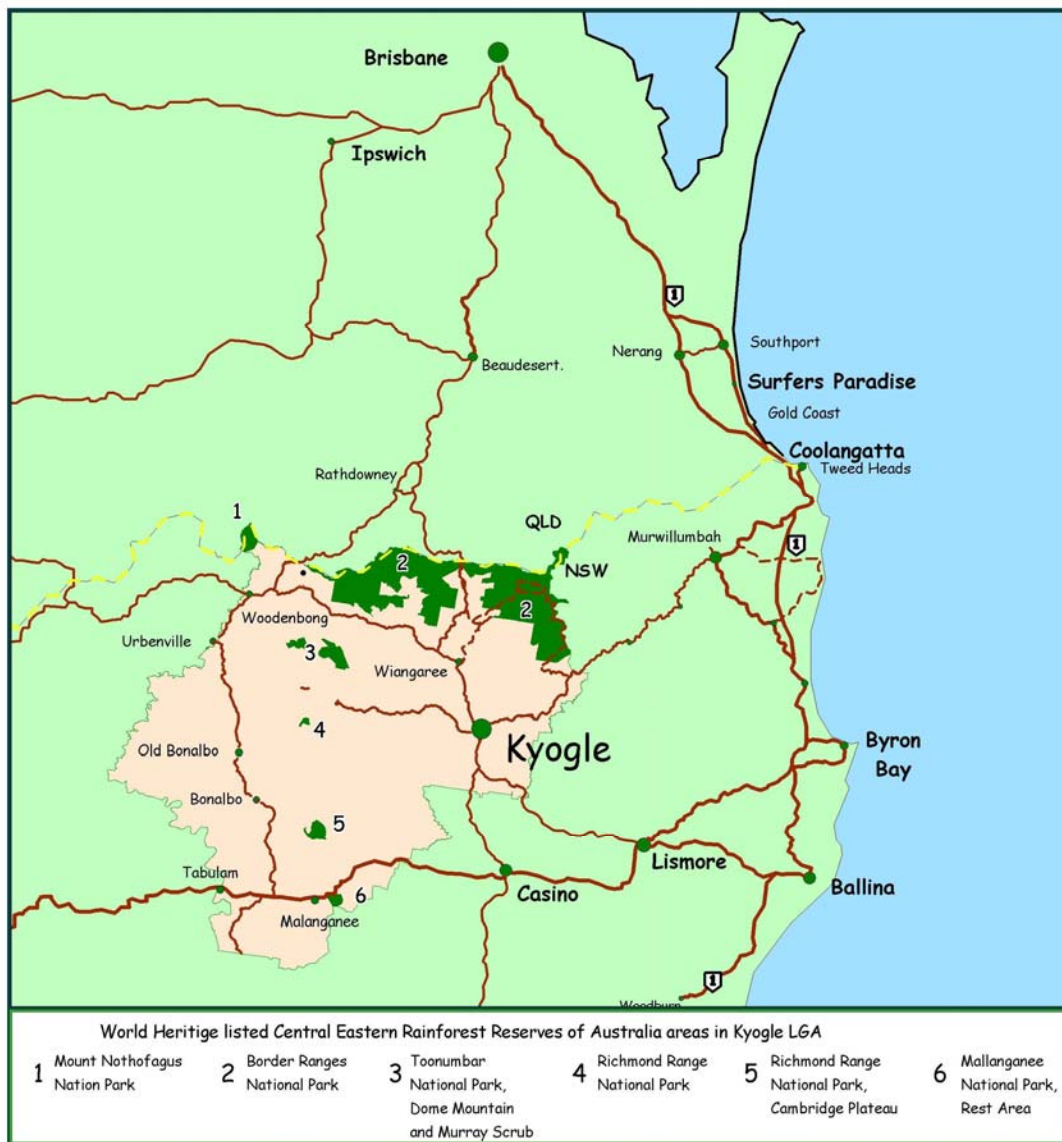 Brisbane
Ipswich
1
Nerang
Southport
Beaudesert.
Surfers Paradise
Gold Coast
Coolangatta
Tweed Heads
Rathdowney
1
QLD
Murwillumbah
1
2
NSW
Woodenbong
2
Urbenville
3
Wiangaree
4
Kyogle
Old Bonalbo
Byron
Bay
Bonalbo
5
Lismore
Tabulam
Casino
Ballina
6
Malanganee
1
Woodburn
World Heritige listed Central Eastern Rainforest Reserves of Australia areas in Kyogle LGA
1 Mount Nothofagus
Nation Park
2 Border Ranges
National Park
3 Toonumbar
National Park,
Dome Mountain
and Murray Scrub
4 Richmond Range
National Park
5 Richmond Range
National Park,
Cambridge Plateau
6 Mallanganee
National Park,
Rest Area